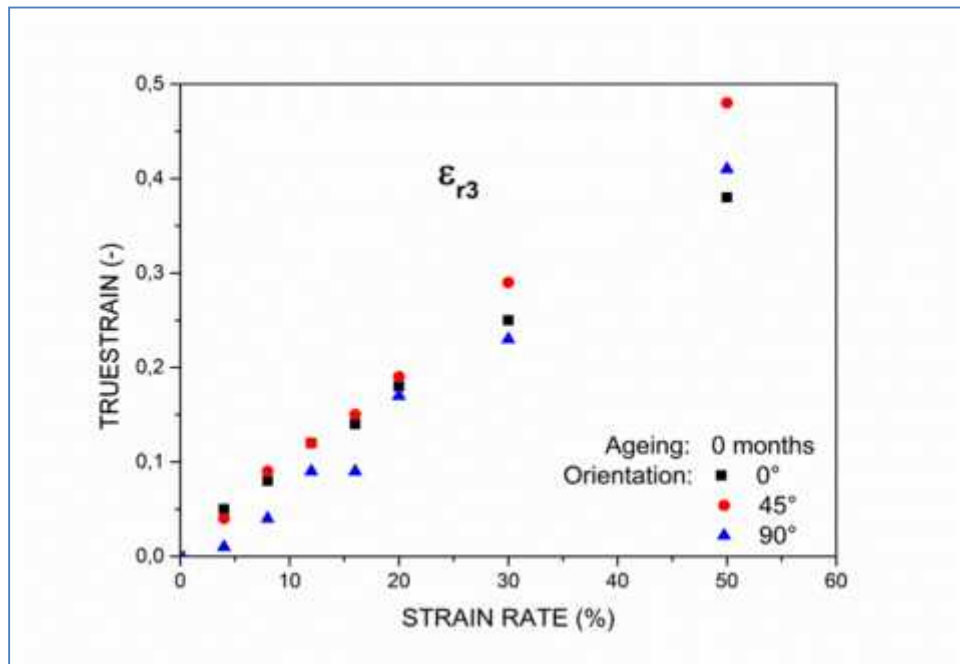 0,5
0,4
0,3
0,2
0,1
0,0
TRUESTRAIN (-)
εr3
Ageing: 0 months
Orientation: 0°
45°
90°
0 10 20 30 40 50 60
STRAIN RATE (%)